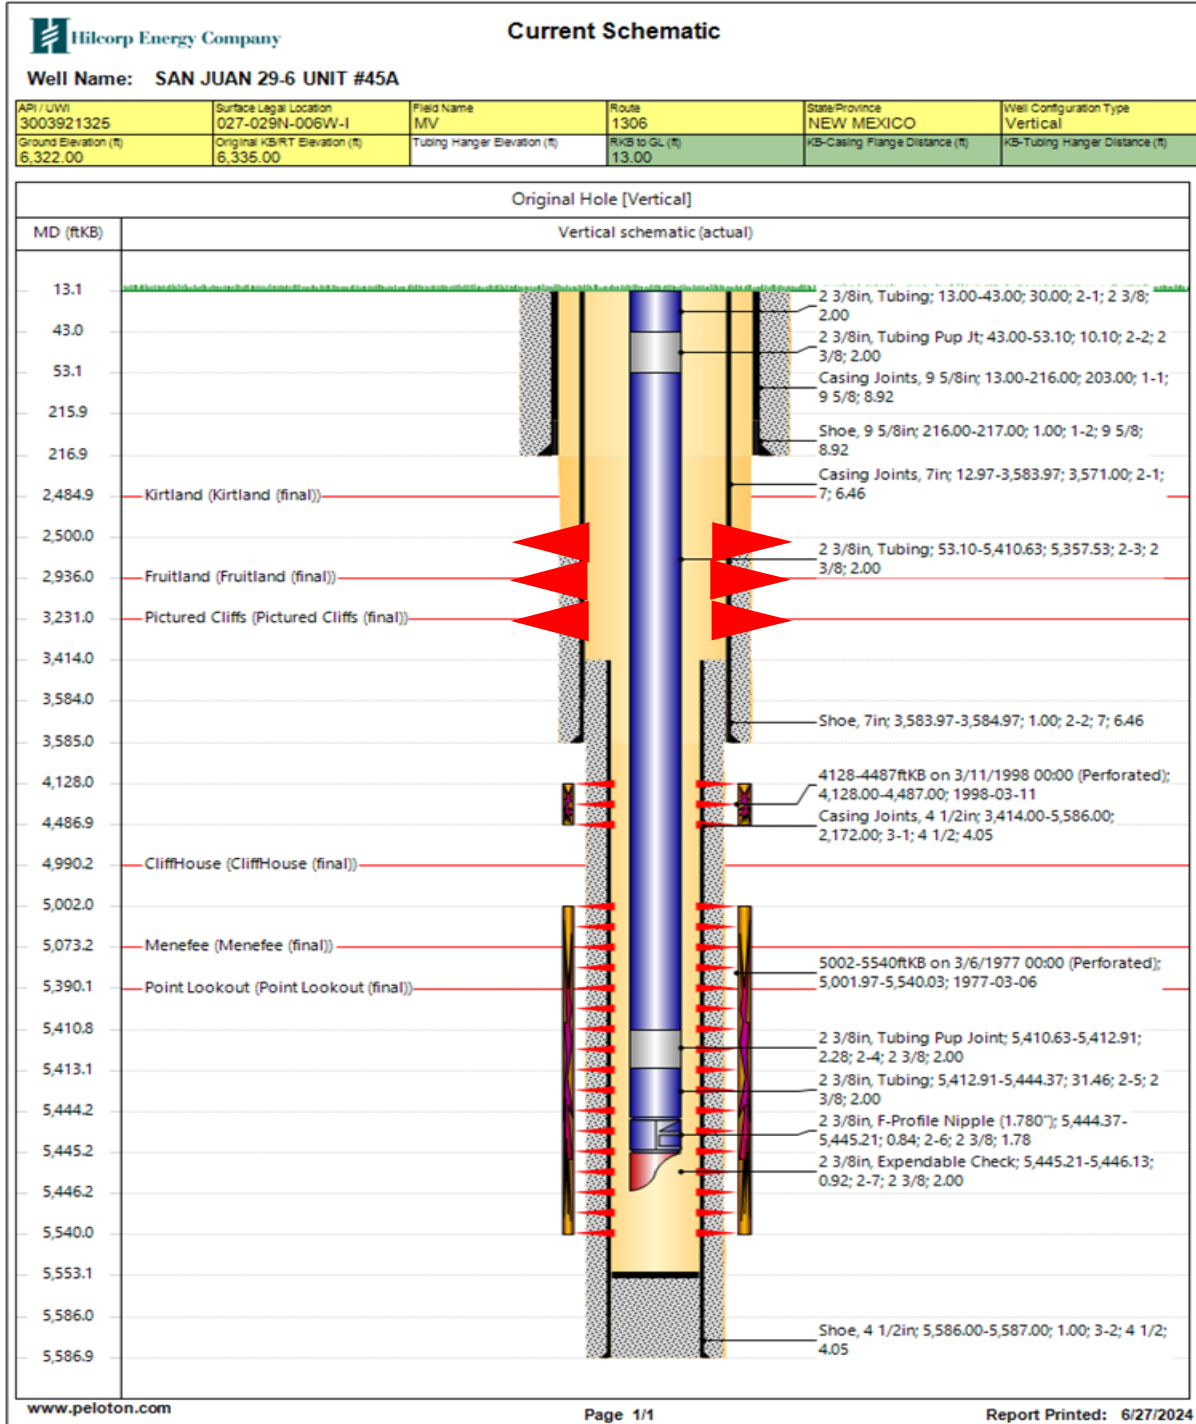 Hilcorp Energy Company
Current Schematic
Well Name: SAN JUAN 29-6 UNIT #45A
API / UWI
3003921325
Surface Legal Location
027-029N-006W-I
Field Name
MV
Route
1306
State/Province
NEW MEXICO
Well Configuration Type
Vertical
Ground Elevation (ft)
6,322.00
Original KB/RT Elevation (ft)
6,335.00
Tubing Hanger Elevation (ft)
RKB to GL (ft)
13.00
KB-Casing Flange Distance (ft)
KB-Tubing Hanger Distance (ft)
Original Hole [Vertical]
MD (ftKB)
Vertical schematic (actual)
13.1
43.0
53.1
215.9
216.9
2,484.9
2,500.0
2,936.0
3,231.0
3,414.0
3,584.0
3,585.0
4,128.0
4,486.9
4,990.2
5,002.0
5,073.2
5,390.1
5,410.8
5,413.1
5,444.2
5,445.2
5,446.2
5,540.0
5,553.1
5,586.0
5,586.9
Kirtland (Kirtland (final))
Fruitland (Fruitland (final))
Pictured Cliffs (Pictured Cliffs (final))
CliffHouse (CliffHouse (final))
Menefee (Menefee (final))
Point Lookout (Point Lookout (final))
2 3/8in, Tubing; 13.00-43.00; 30.00; 2-1; 2 3/8;
2.00
2 3/8in, Tubing Pup Jt; 43.00-53.10; 10.10; 2-2; 2
3/8; 2.00
Casing Joints, 9 5/8in; 13.00-216.00; 203.00; 1-1;
9 5/8; 8.92
Shoe, 9 5/8in; 216.00-217.00; 1.00; 1-2; 9 5/8;
8.92
Casing Joints, 7in; 12.97-3,583.97; 3,571.00; 2-1;
7; 6.46
2 3/8in, Tubing; 53.10-5,410.63; 5,357.53; 2-3; 2
3/8; 2.00
Shoe, 7in; 3,583.97-3,584.97; 1.00; 2-2; 7; 6.46
4128-4487ftKB on 3/11/1998 00:00 (Perforated);
4,128.00-4,487.00; 1998-03-11
Casing Joints, 4 1/2in; 3,414.00-5,586.00;
2,172.00; 3-1; 4 1/2; 4.05
5002-5540ftKB on 3/6/1977 00:00 (Perforated);
5,001.97-5,540.03; 1977-03-06
2 3/8in, Tubing Pup Joint; 5,410.63-5,412.91;
2.28; 2-4; 2 3/8; 2.00
2 3/8in, Tubing; 5,412.91-5,444.37; 31.46; 2-5; 2
3/8; 2.00
2 3/8in, F-Profile Nipple (1.780"); 5,444.37-
5,445.21; 0.84; 2-6; 2 3/8; 1.78
2 3/8in, Expendable Check; 5,445.21-5,446.13;
0.92; 2-7; 2 3/8; 2.00
Shoe, 4 1/2in; 5,586.00-5,587.00; 1.00; 3-2; 4 1/2;
4.05
www.peloton.com
Page 1/1
Report Printed: 6/27/2024